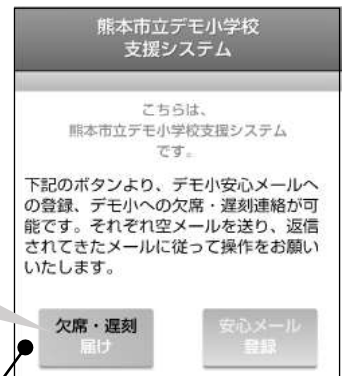 熊本市立デモ小学校
支援システム
こちらは、
熊本市立デモ小学校支援システム
です。
下記のボタンより、デモ小安心メールへ
の登録、デモ小への欠席・遅刻連絡が可
能です。それぞれ空メールを送り、返信
されてきたメールに従って操作をお願い
いたします。
欠席・遅刻
届け
安心メール
登録